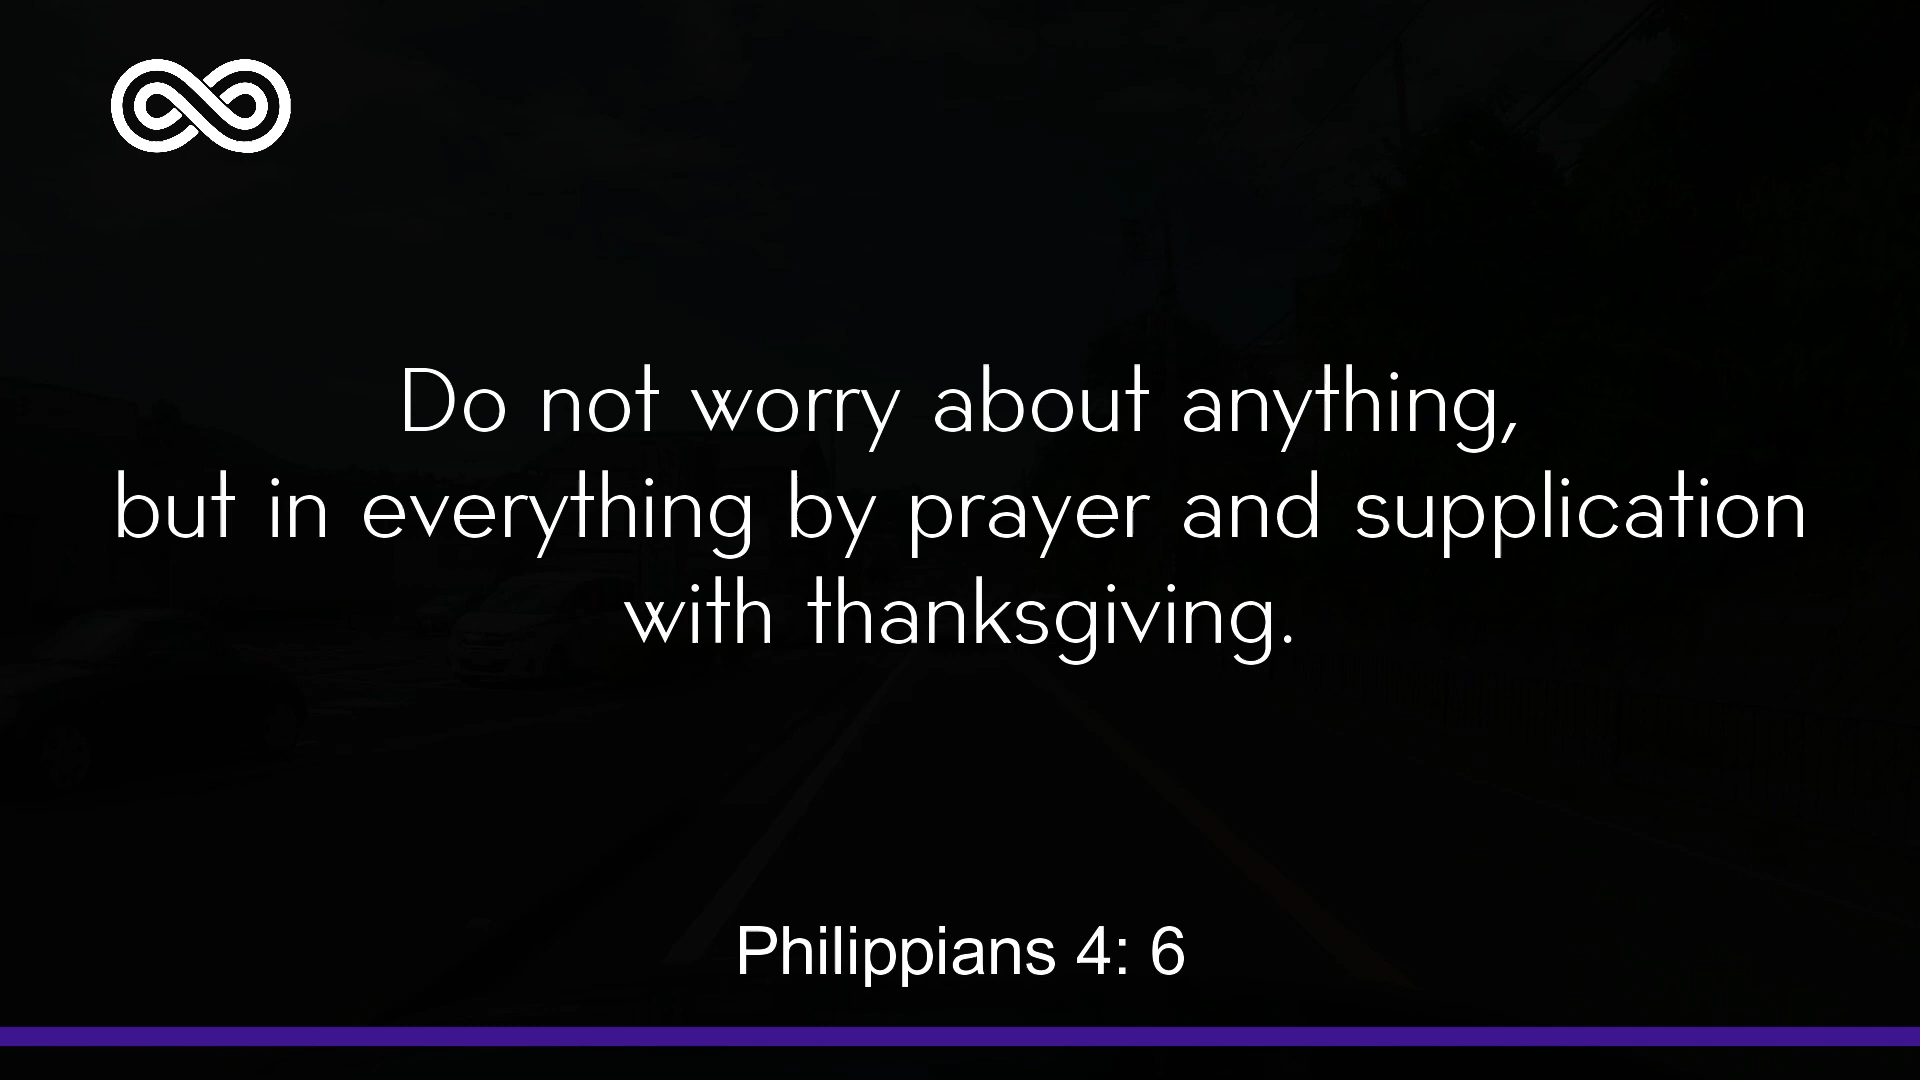 Do not worry about anything,
but in everything by prayer and supplication
with thanksgiving.
Philippians 4: 6